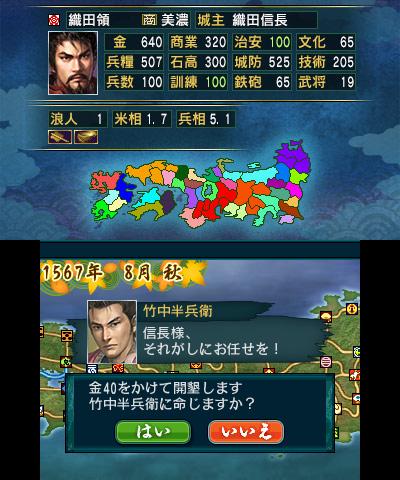 織田領 商 美濃 城主 織田信長
金 640 商業 320 治安 100 文化 65
兵糧 507 石高 300 城防 525 技術 205
兵数 100 訓練 100 鉄砲 65 武将 19
浪人 1 米相 1.7 兵相 5.1
1567年 8月 秋
竹中半兵衛
信長様、
それがしにお任せを!
金40をかけて開墾します
竹中半兵衛に命じますか?
はい いいえ